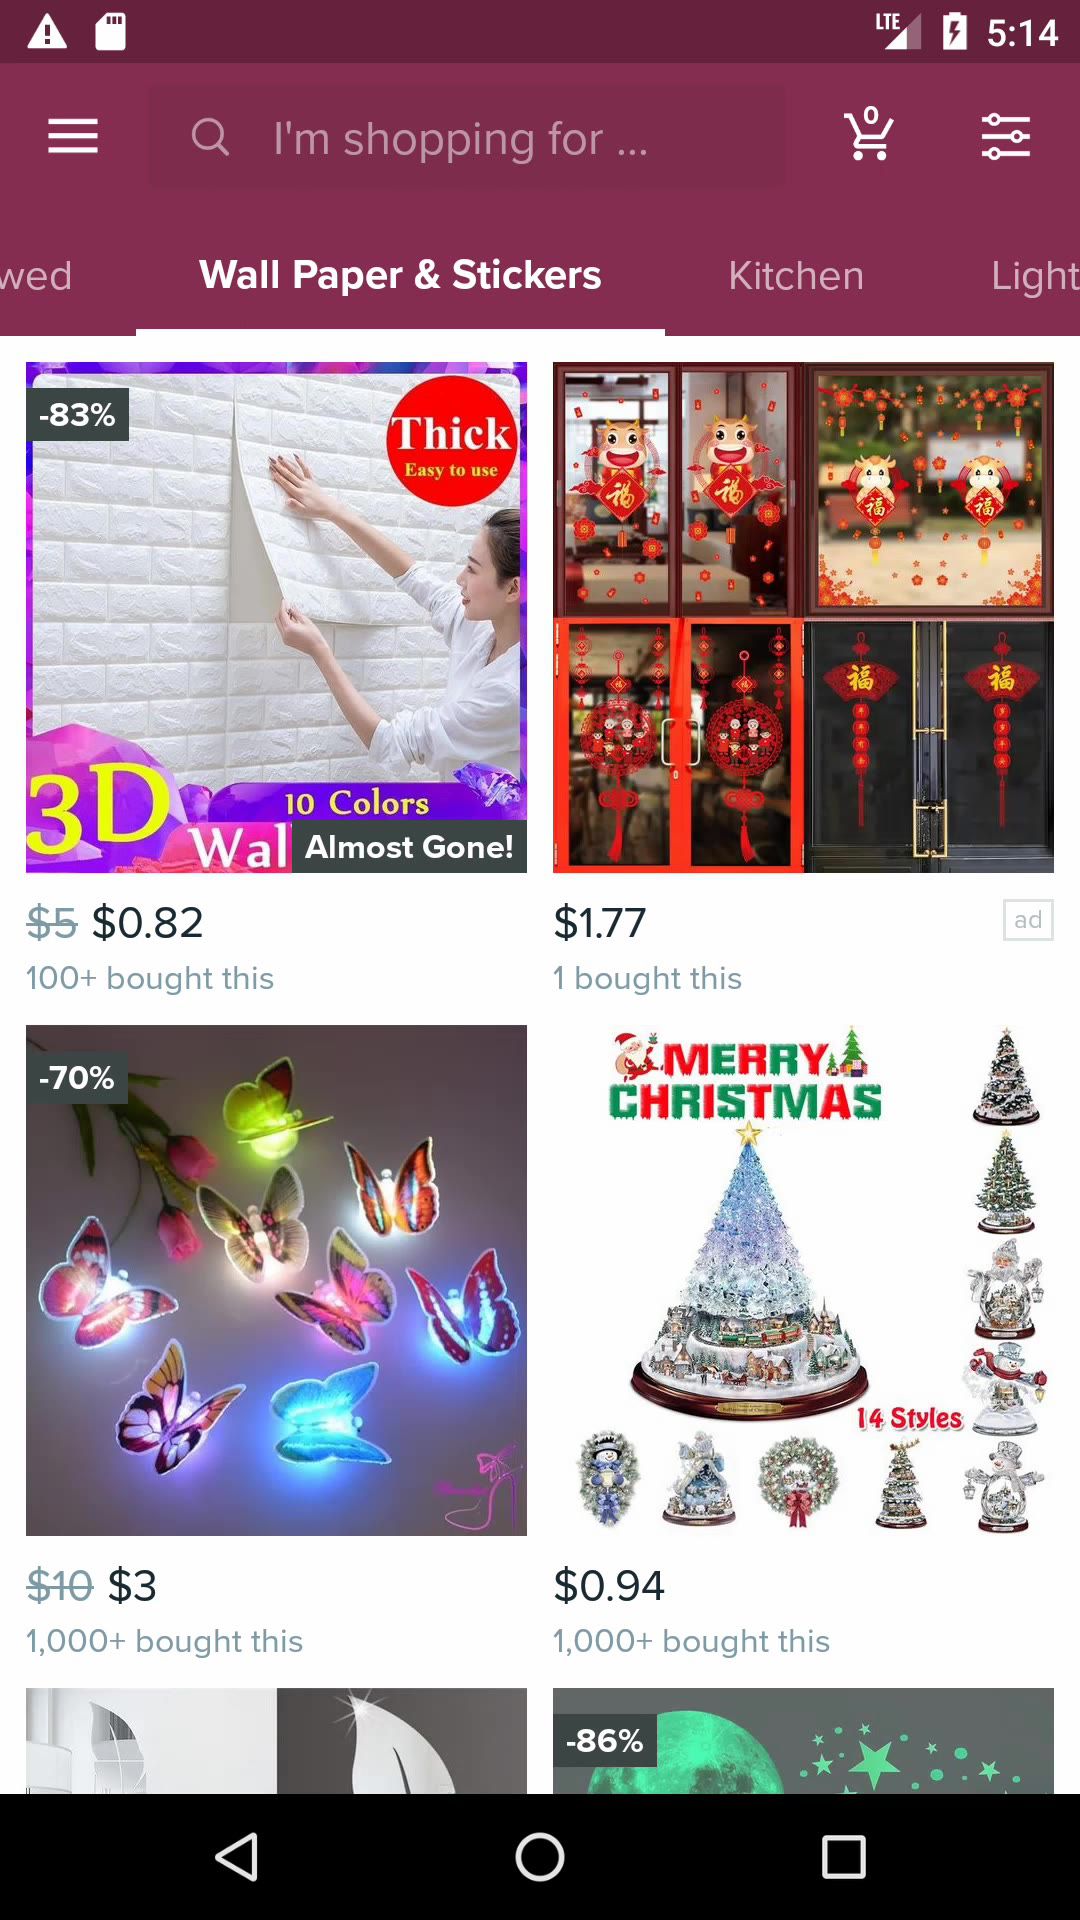 LTE 5:14
I'm shopping for ...
0
wed
Wall Paper & Stickers
Kitchen
Light
-83%
Thick
Easy to use
3D
10 Colors
Wal
Almost Gone!
福 福
福 福
福 福
$5 $0.82
100+ bought this
$1.77
ad
1 bought this
-70%
MERRY
CHRISTMAS
14 Styles
$10 $3
1,000+ bought this
$0.94
1,000+ bought this
-86%